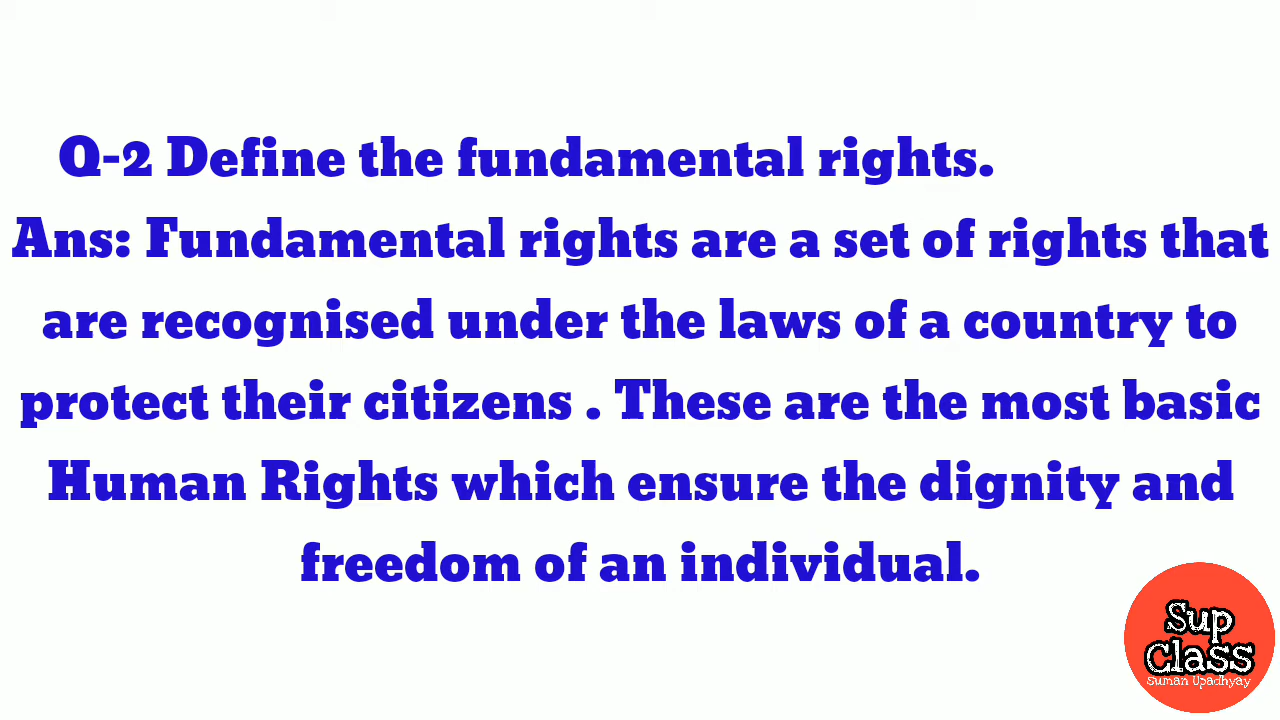 Q-2 Define the fundamental rights.
Ans: Fundamental rights are a set of rights that
are recognised under the laws of a country to
protect their citizens . These are the most basic
Human Rights which ensure the dignity and
freedom of an individual.
Sup
Class
Suman Upadhyay